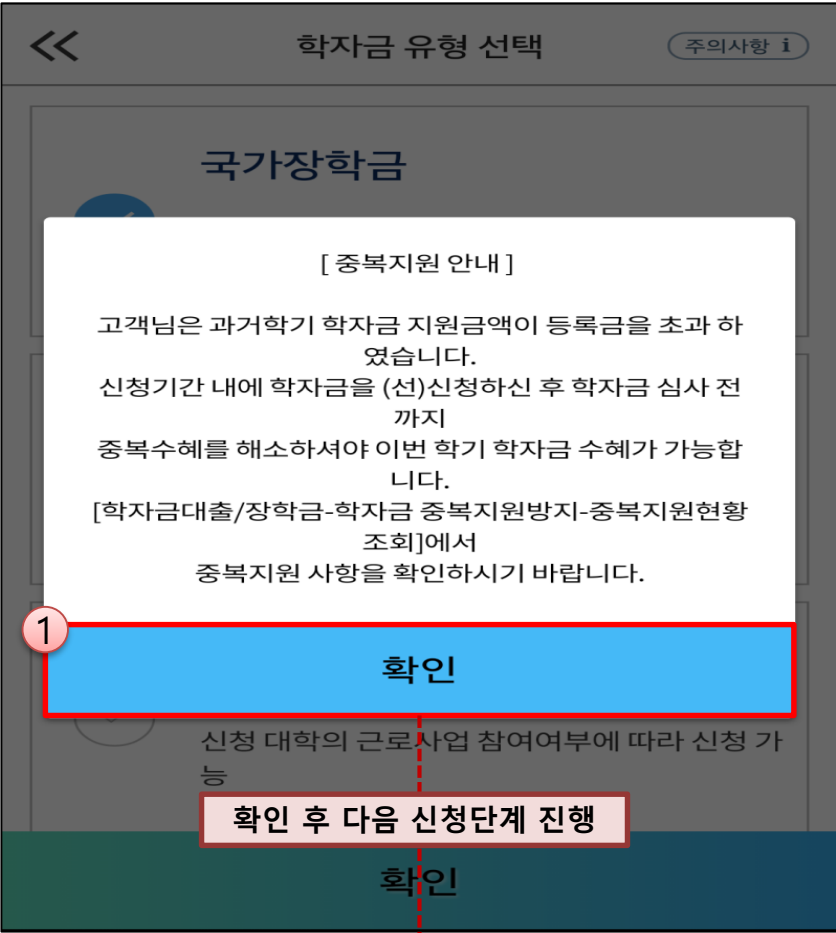 학자금 유형 선택
주의사항 i
국가장학금
[ 중복지원 안내 ]
고객님은 과거학기 학자금 지원금액이 등록금을 초과 하
였습니다.
신청기간 내에 학자금을 (선)신청하신 후 학자금 심사 전
까지
중복수혜를 해소하셔야 이번 학기 학자금 수혜가 가능합
니다.
[학자금대출/장학금-학자금 중복지원방지-중복지원현황
조회]에서
중복지원 사항을 확인하시기 바랍니다.
1
확인
신청 대학의 근로사업 참여여부에 따라 신청 가
능
확인 후 다음 신청단계 진행
확인